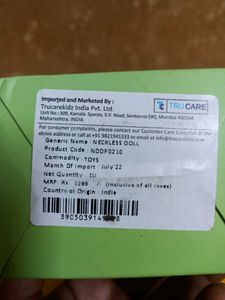 Imported and Marketed By :
Trucarekidz India Pvt. Ltd.
TRUCARE
Unit No : 309, Kamala Spaces, S.V. Road, Santacruz (W), Mumbai 400054,
Maharashtra. INDIA
For consumer complaints, please contact our Customer Care Executive at the
above address or call at +91 9821941333 or email at info@trucarekidz.com
Generic Name : NECKLESS DOLL
Product Code : NDDF0210
Commodity : TOYS
Month Of Import : July'22
Net Quantity : 1U
MRP. Rs. 1299 /- (Inclusive of all taxes)
Country of Origin : INDIA